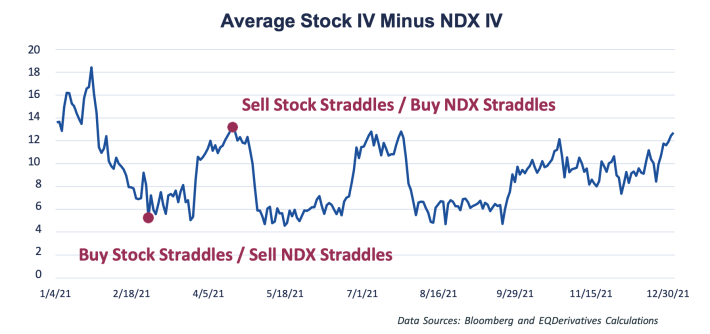 Average Stock IV Minus NDX IV
20
18
16
14
12
10
8
6
4
2
0
Sell Stock Straddles / Buy NDX Straddles
Buy Stock Straddles / Sell NDX Straddles
1/4/21 2/18/21 4/5/21 5/18/21 7/1/21 8/16/21 9/29/21 11/15/21 12/30/21
Data Sources: Bloomberg and EQDerivatives Calculations